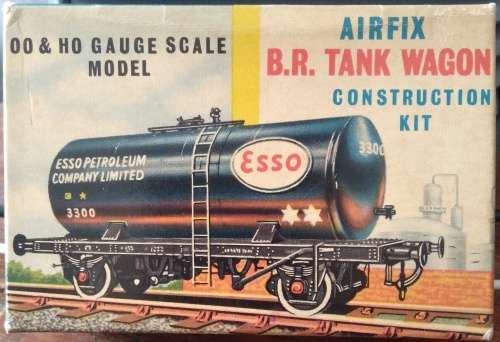 OO & HO GAUGE SCALE
MODEL
AIRFIX
B.R. TANK WAGON
CONSTRUCTION
KIT
ESSO PETROLEUM
COMPANY LIMITED
3300
Esso
3300